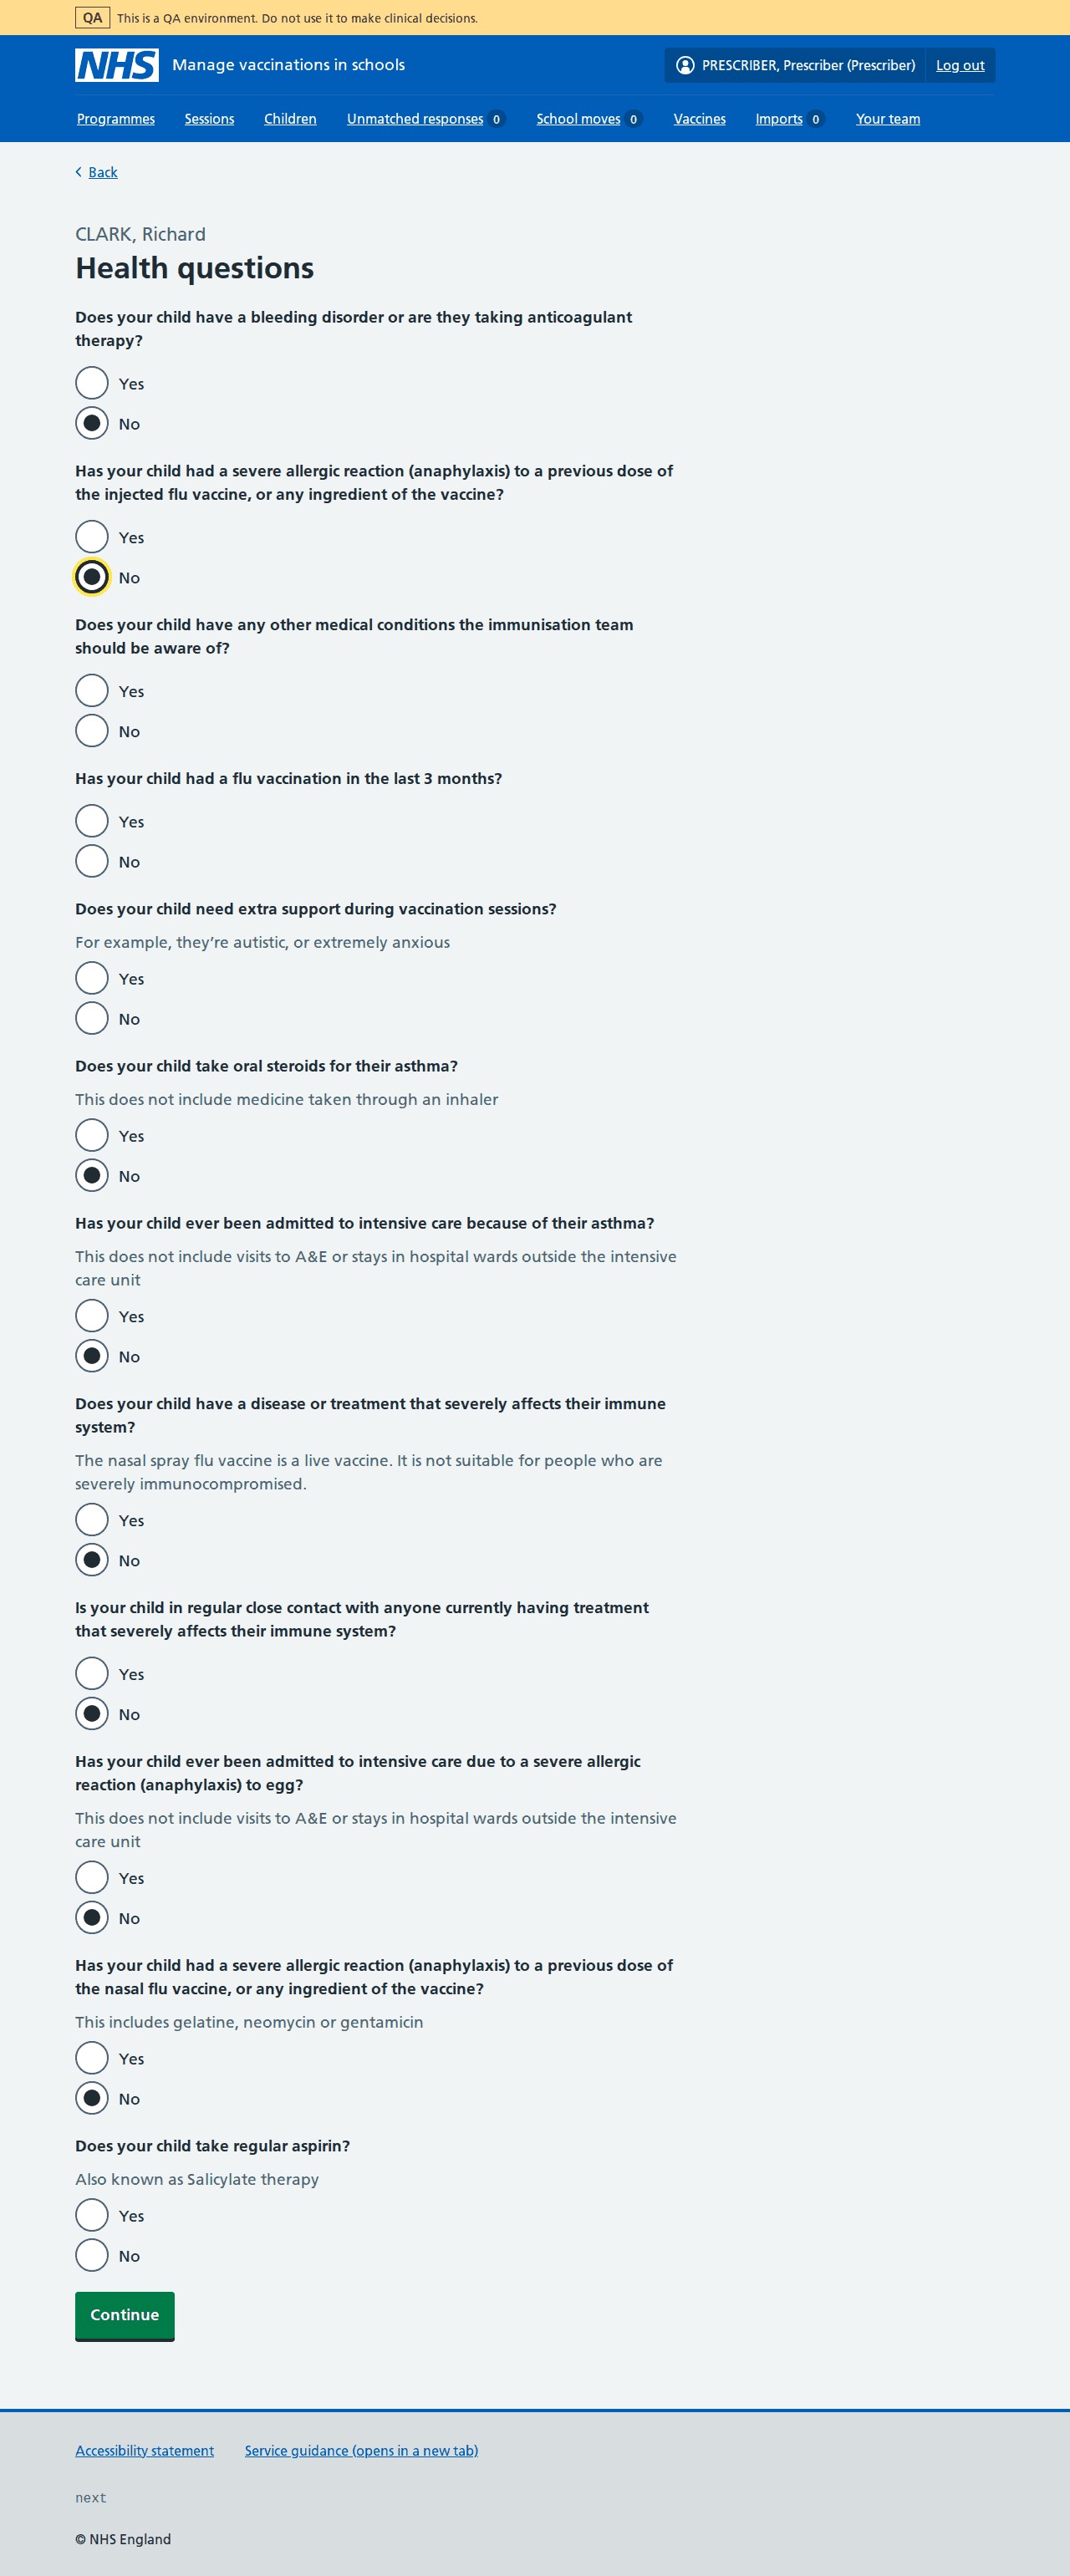 QA This is a QA environment. Do not use it to make clinical decisions.
NHS Manage vaccinations in schools PRESCRIBER, Prescriber (Prescriber) Log out
Programmes Sessions Children Unmatched responses 0 School moves 0 Vaccines Imports 0 Your team
Back
CLARK, Richard
Health questions
Does your child have a bleeding disorder or are they taking anticoagulant
therapy?
Yes
No
Has your child had a severe allergic reaction (anaphylaxis) to a previous dose of
the injected flu vaccine, or any ingredient of the vaccine?
Yes
No
Does your child have any other medical conditions the immunisation team
should be aware of?
Yes
No
Has your child had a flu vaccination in the last 3 months?
Yes
No
Does your child need extra support during vaccination sessions?
For example, they’re autistic, or extremely anxious
Yes
No
Does your child take oral steroids for their asthma?
This does not include medicine taken through an inhaler
Yes
No
Has your child ever been admitted to intensive care because of their asthma?
This does not include visits to A&E or stays in hospital wards outside the intensive
care unit
Yes
No
Does your child have a disease or treatment that severely affects their immune
system?
The nasal spray flu vaccine is a live vaccine. It is not suitable for people who are
severely immunocompromised.
Yes
No
Is your child in regular close contact with anyone currently having treatment
that severely affects their immune system?
Yes
No
Has your child ever been admitted to intensive care due to a severe allergic
reaction (anaphylaxis) to egg?
This does not include visits to A&E or stays in hospital wards outside the intensive
care unit
Yes
No
Has your child had a severe allergic reaction (anaphylaxis) to a previous dose of
the nasal flu vaccine, or any ingredient of the vaccine?
This includes gelatine, neomycin or gentamicin
Yes
No
Does your child take regular aspirin?
Also known as Salicylate therapy
Yes
No
Continue
Accessibility statement Service guidance (opens in a new tab)
next
© NHS England